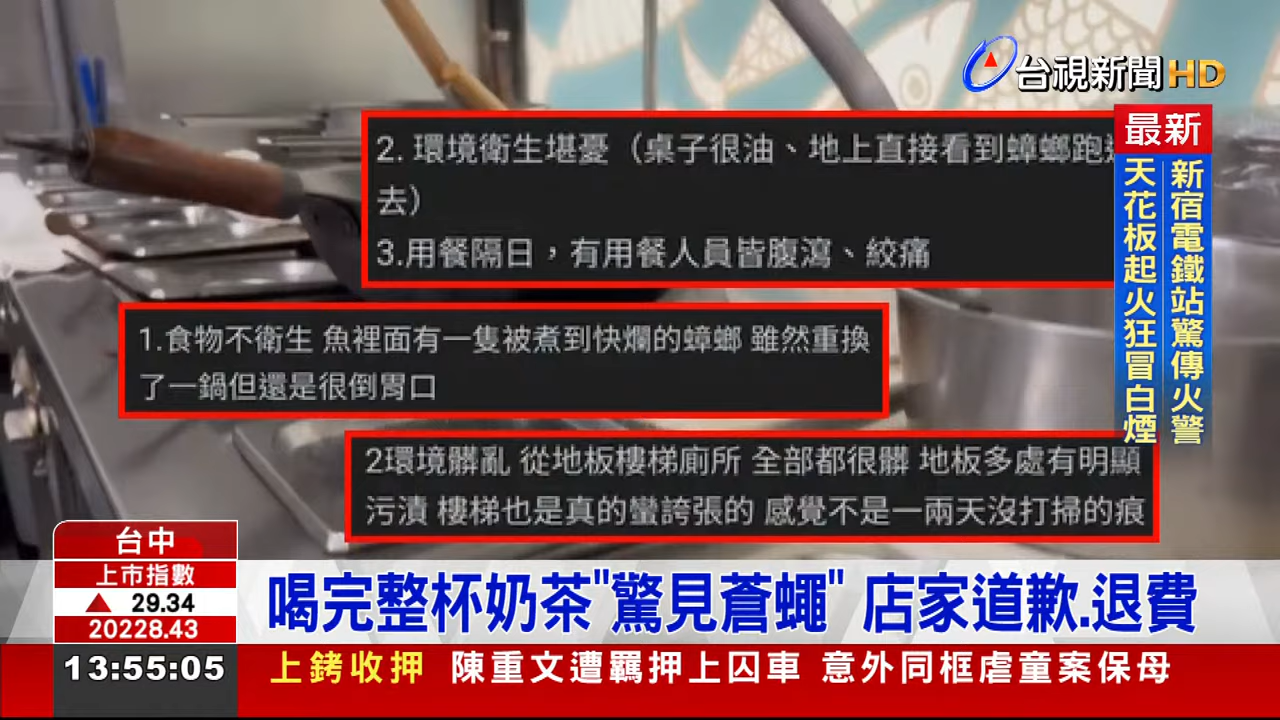 台視新聞HD
最新
新宿電鐵站驚傳火警
天花板起火狂冒白煙
2. 環境衛生堪憂（桌子很油、地上直接看到蟑螂跑
去）
3.用餐隔日，有用餐人員皆腹瀉、絞痛
1.食物不衛生 魚裡面有一隻被煮到快爛的蟑螂 雖然重換
了一鍋但還是很倒胃口
2環境髒亂 從地板樓梯廁所 全部都很髒 地板多處有明顯
污漬 樓梯也是真的蠻誇張的 感覺不是一兩天沒打掃的痕
台中
上市指數
▲ 29.34
20228.43
喝完整杯奶茶"驚見蒼蠅" 店家道歉.退費
13:55:05
上銬收押 陳重文遭羈押上囚車 意外同框虐童案保母